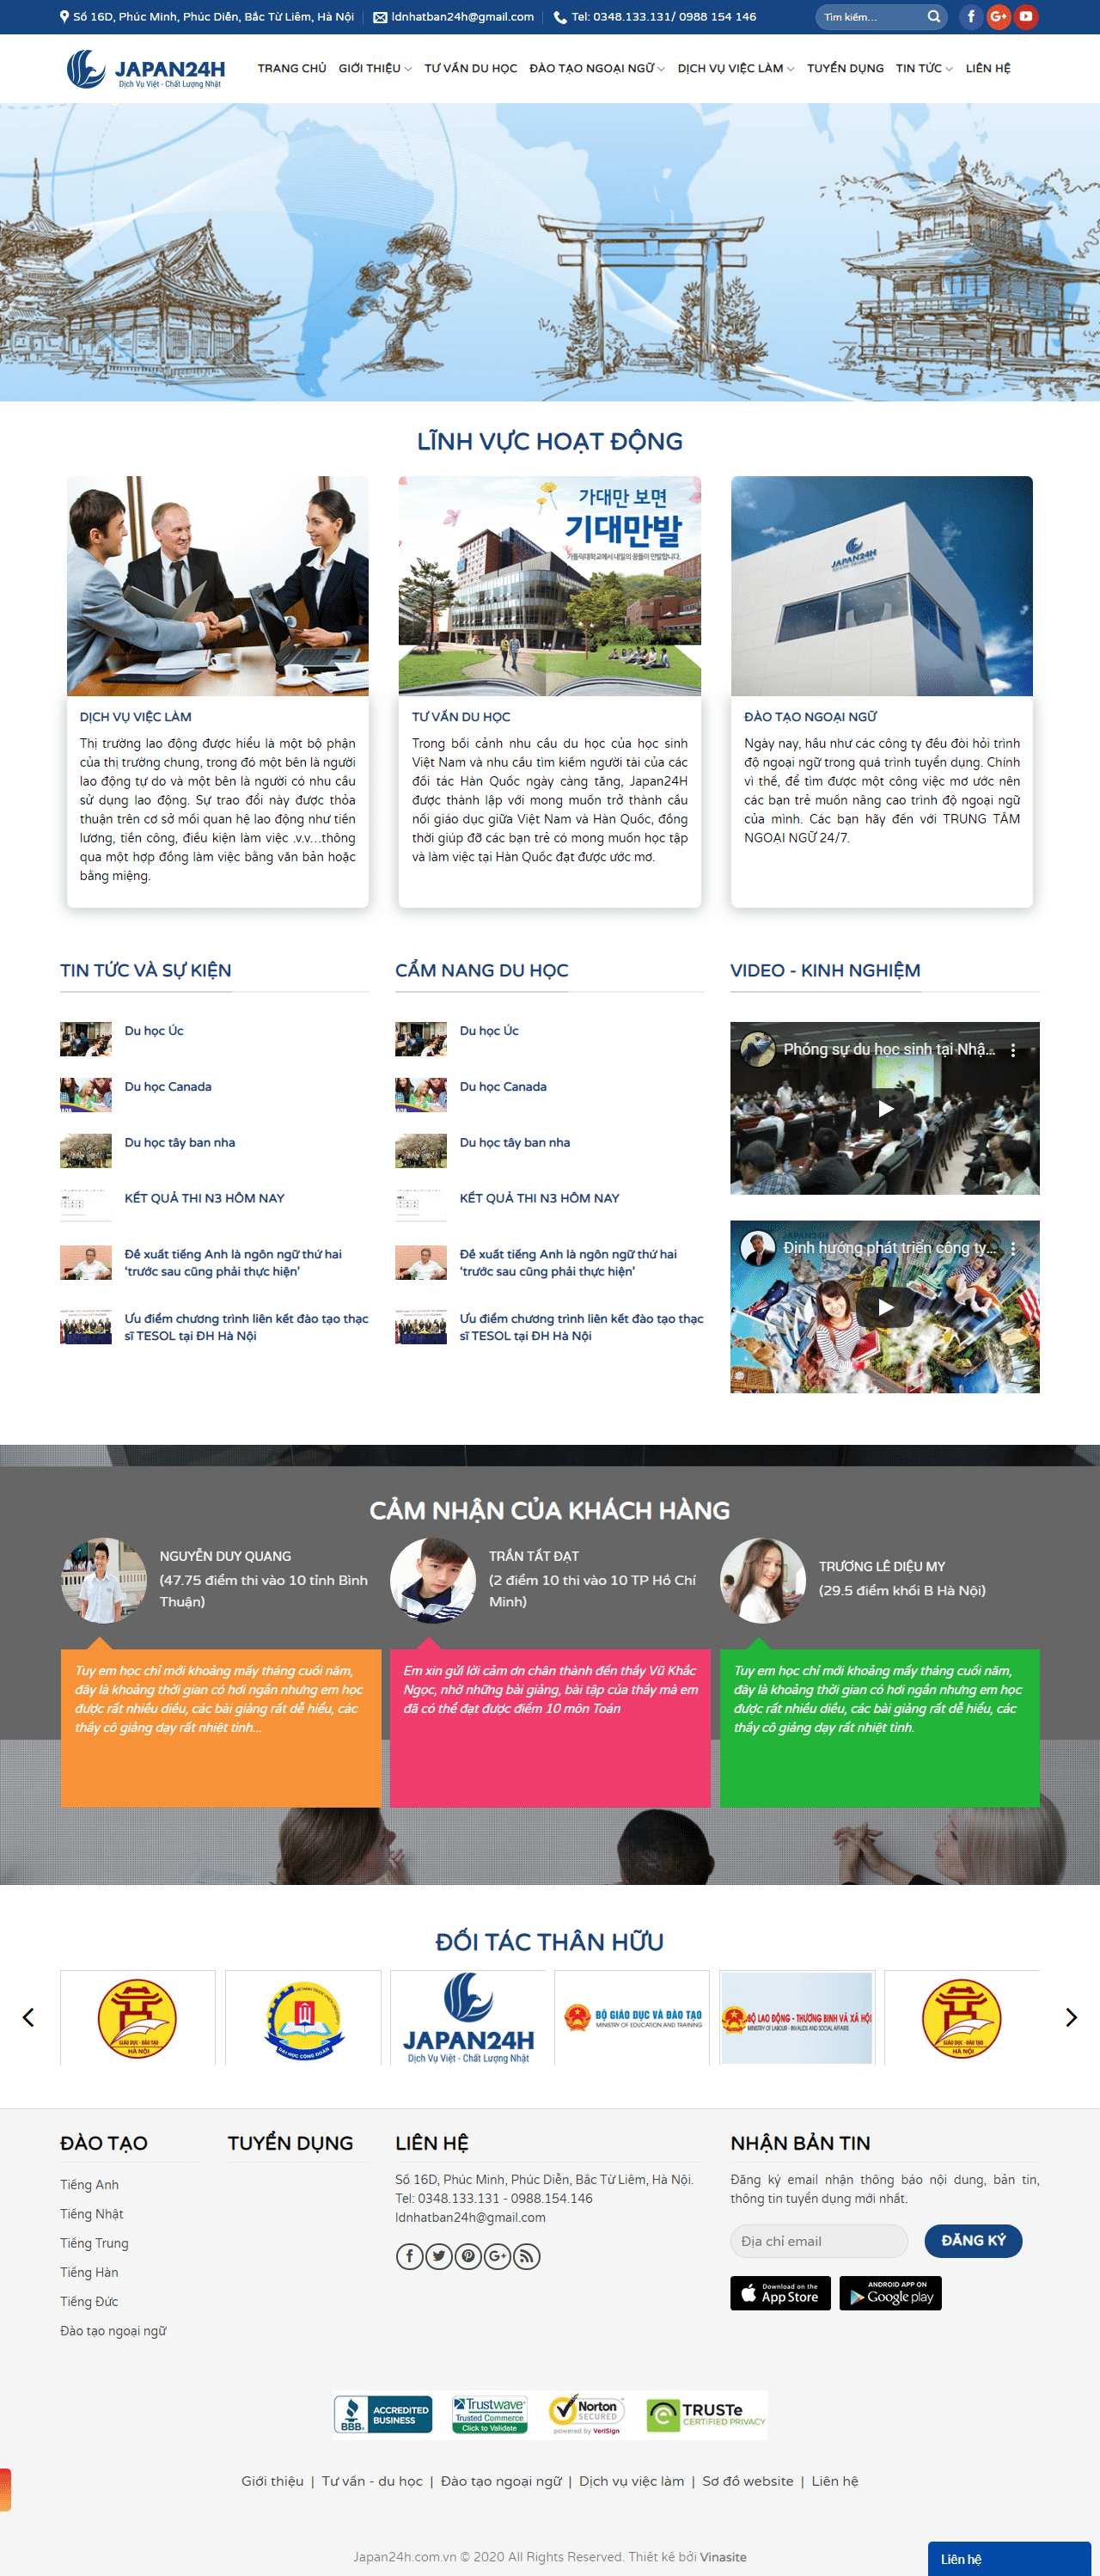 Số 16D, Phúc Minh, Phúc Diễn, Bắc Từ Liêm, Hà Nội
ldnhatban24h@gmail.com
Tel: 0348.133.131/ 0988 154 146
Tìm kiếm...
JAPAN24H
Dịch Vụ Việt - Chất Lượng Nhật
TRANG CHỦ
GIỚI THIỆU
TƯ VẤN DU HỌC
ĐÀO TẠO NGOẠI NGỮ
DỊCH VỤ VIỆC LÀM
TUYỂN DỤNG
TIN TỨC
LIÊN HỆ
LĨNH VỰC HOẠT ĐỘNG
DỊCH VỤ VIỆC LÀM
Thị trường lao động được hiểu là một bộ phận
của thị trường chung, trong đó một bên là người
lao động tự do và một bên là người có nhu cầu
sử dụng lao động. Sự trao đổi này được thỏa
thuận trên cơ sở mối quan hệ lao động như tiền
lương, tiền công, điều kiện làm việc .v.v...thông
qua một hợp đồng làm việc bằng văn bản hoặc
bằng miệng.
가대만 보면
기대만발
가톨릭대학교에서 내일의 꿈들이 만발합니다.
TƯ VẤN DU HỌC
Trong bối cảnh nhu cầu du học của học sinh
Việt Nam và nhu cầu tìm kiếm người tài của các
đối tác Hàn Quốc ngày càng tăng, Japan24H
được thành lập với mong muốn trở thành cầu
nối giáo dục giữa Việt Nam và Hàn Quốc, đồng
thời giúp đỡ các bạn trẻ có mong muốn học tập
và làm việc tại Hàn Quốc đạt được ước mơ.
JAPAN24H
ĐÀO TẠO NGOẠI NGỮ
Ngày nay, hầu như các công ty đều đòi hỏi trình
độ ngoại ngữ trong quá trình tuyển dụng. Chính
vì thế, để tìm được một công việc mơ ước nên
các bạn trẻ muốn nâng cao trình độ ngoại ngữ
của mình. Các bạn hãy đến với TRUNG TÂM
NGOẠI NGỮ 24/7.
TIN TỨC VÀ SỰ KIỆN
Du học Úc
Du học Canada
Du học tây ban nha
KẾT QUẢ THI N3 HÔM NAY
Đề xuất tiếng Anh là ngôn ngữ thứ hai
‘trước sau cũng phải thực hiện’
Ưu điểm chương trình liên kết đào tạo thạc
sĩ TESOL tại ĐH Hà Nội
CẨM NANG DU HỌC
Du học Úc
Du học Canada
Du học tây ban nha
KẾT QUẢ THI N3 HÔM NAY
Đề xuất tiếng Anh là ngôn ngữ thứ hai
‘trước sau cũng phải thực hiện’
Ưu điểm chương trình liên kết đào tạo thạc
sĩ TESOL tại ĐH Hà Nội
VIDEO - KINH NGHIỆM
Phóng sự du học sinh tại Nhậ...
Định hướng phát triển công ty...
CẢM NHẬN CỦA KHÁCH HÀNG
NGUYỄN DUY QUANG
(47.75 điểm thi vào 10 tỉnh Bình
Thuận)
Tuy em học chỉ mới khoảng mấy tháng cuối năm,
đây là khoảng thời gian có hơi ngắn nhưng em học
được rất nhiều điều, các bài giảng rất dễ hiểu, các
thầy cô giảng dạy rất nhiệt tình...
TRẦN TẤT ĐẠT
(2 điểm 10 thi vào 10 TP Hồ Chí
Minh)
Em xin gửi lời cảm ơn chân thành đến thầy Vũ Khắc
Ngọc, nhờ những bài giảng, bài tập của thầy mà em
đã có thể đạt được điểm 10 môn Toán
TRƯƠNG LÊ DIỆU MY
(29.5 điểm khối B Hà Nội)
Tuy em học chỉ mới khoảng mấy tháng cuối năm,
đây là khoảng thời gian có hơi ngắn nhưng em học
được rất nhiều điều, các bài giảng rất dễ hiểu, các
thầy cô giảng dạy rất nhiệt tình.
ĐỐI TÁC THÂN HỮU
GIÁO DỤC - ĐÀO TẠO
HÀ NỘI
ĐẠI HỌC CÔNG ĐOÀN
JAPAN24H
Dịch Vụ Việt - Chất Lượng Nhật
BỘ GIÁO DỤC VÀ ĐÀO TẠO
MINISTRY OF EDUCATION AND TRAINING
BỘ LAO ĐỘNG - THƯƠNG BINH VÀ XÃ HỘI
MINISTRY OF LABOUR - INVALIDS AND SOCIAL AFFAIRS
GIÁO DỤC - ĐÀO TẠO
HÀ NỘI
ĐÀO TẠO
Tiếng Anh
Tiếng Nhật
Tiếng Trung
Tiếng Hàn
Tiếng Đức
Đào tạo ngoại ngữ
TUYỂN DỤNG
LIÊN HỆ
Số 16D, Phúc Minh, Phúc Diễn, Bắc Từ Liêm, Hà Nội.
Tel: 0348.133.131 - 0988.154.146
ldnhatban24h@gmail.com
NHẬN BẢN TIN
Đăng ký email nhận thông báo nội dung, bản tin,
thông tin tuyển dụng mới nhất.
Địa chỉ email
ĐĂNG KÝ
Download on the
App Store
ANDROID APP ON
Google play
BBB.
ACCREDITED
BUSINESS
Trustwave
Trusted Commerce
Click to Validate
Norton
SECURED
powered by VeriSign
TRUSTe
CERTIFIED PRIVACY
Giới thiệu | Tư vấn - du học | Đào tạo ngoại ngữ | Dịch vụ việc làm | Sơ đồ website | Liên hệ
Japan24h.com.vn © 2020 All Rights Reserved. Thiết kế bởi Vinasite
Liên hệ